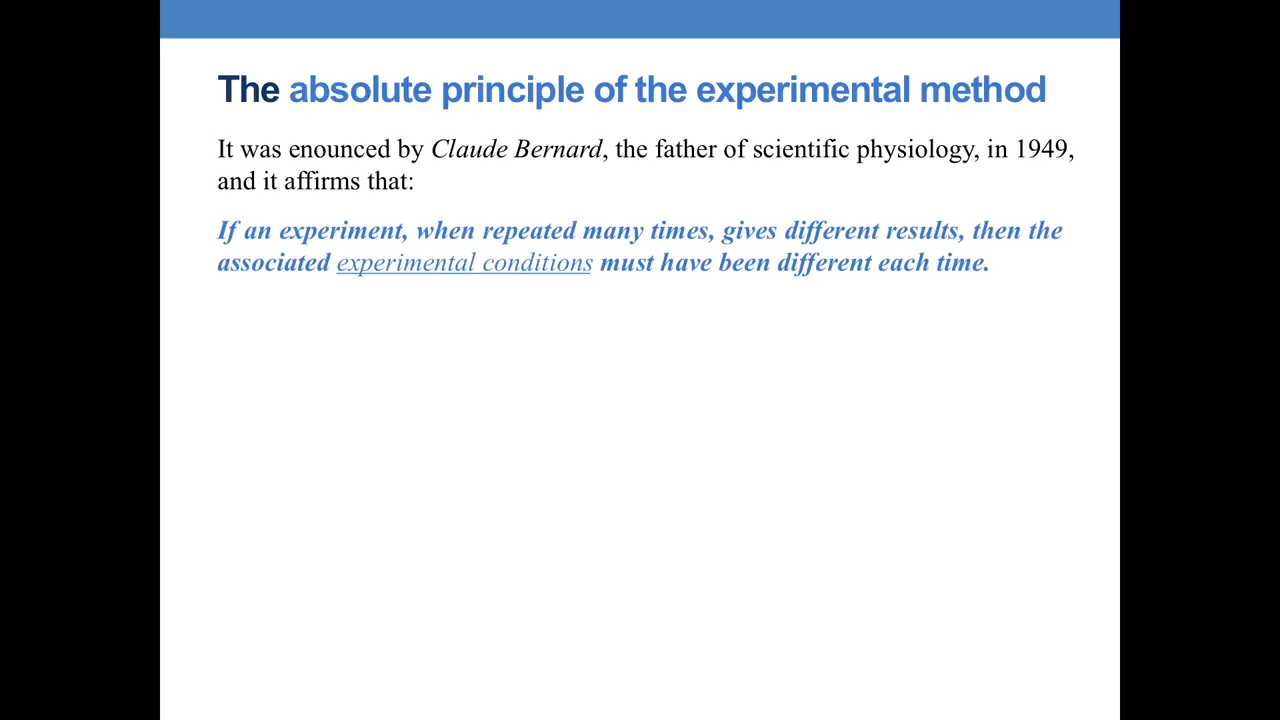 The absolute principle of the experimental method
It was enounced by Claude Bernard, the father of scientific physiology, in 1949,
and it affirms that:
If an experiment, when repeated many times, gives different results, then the
associated experimental conditions must have been different each time.